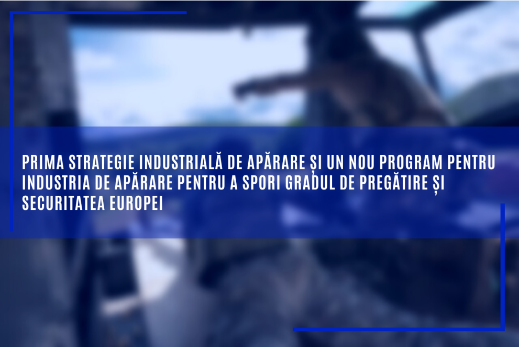 PRIMA STRATEGIE INDUSTRIALĂ DE APĂRARE ȘI UN NOU PROGRAM PENTRU
INDUSTRIA DE APĂRARE PENTRU A SPORI GRADUL DE PREGĂTIRE ȘI
SECURITATEA EUROPEI